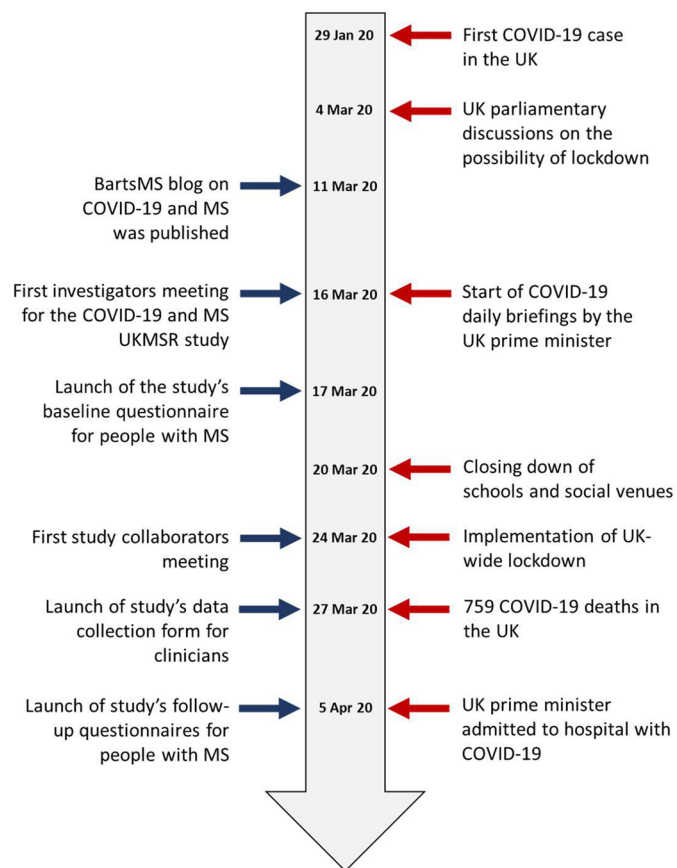 29 Jan 20
First COVID-19 case
in the UK
4 Mar 20
UK parliamentary
discussions on the
possibility of lockdown
BartsMS blog on
COVID-19 and MS
was published
11 Mar 20
First investigators meeting
for the COVID-19 and MS
UKMSR study
16 Mar 20
Start of COVID-19
daily briefings by the
UK prime minister
Launch of the study's
baseline questionnaire
for people with MS
17 Mar 20
20 Mar 20
Closing down of
schools and social venues
First study collaborators
meeting
24 Mar 20
Implementation of UK-
wide lockdown
Launch of study's data
collection form for
clinicians
27 Mar 20
759 COVID-19 deaths in
the UK
Launch of study's follow-
up questionnaires for
people with MS
5 Apr 20
UK prime minister
admitted to hospital with
COVID-19